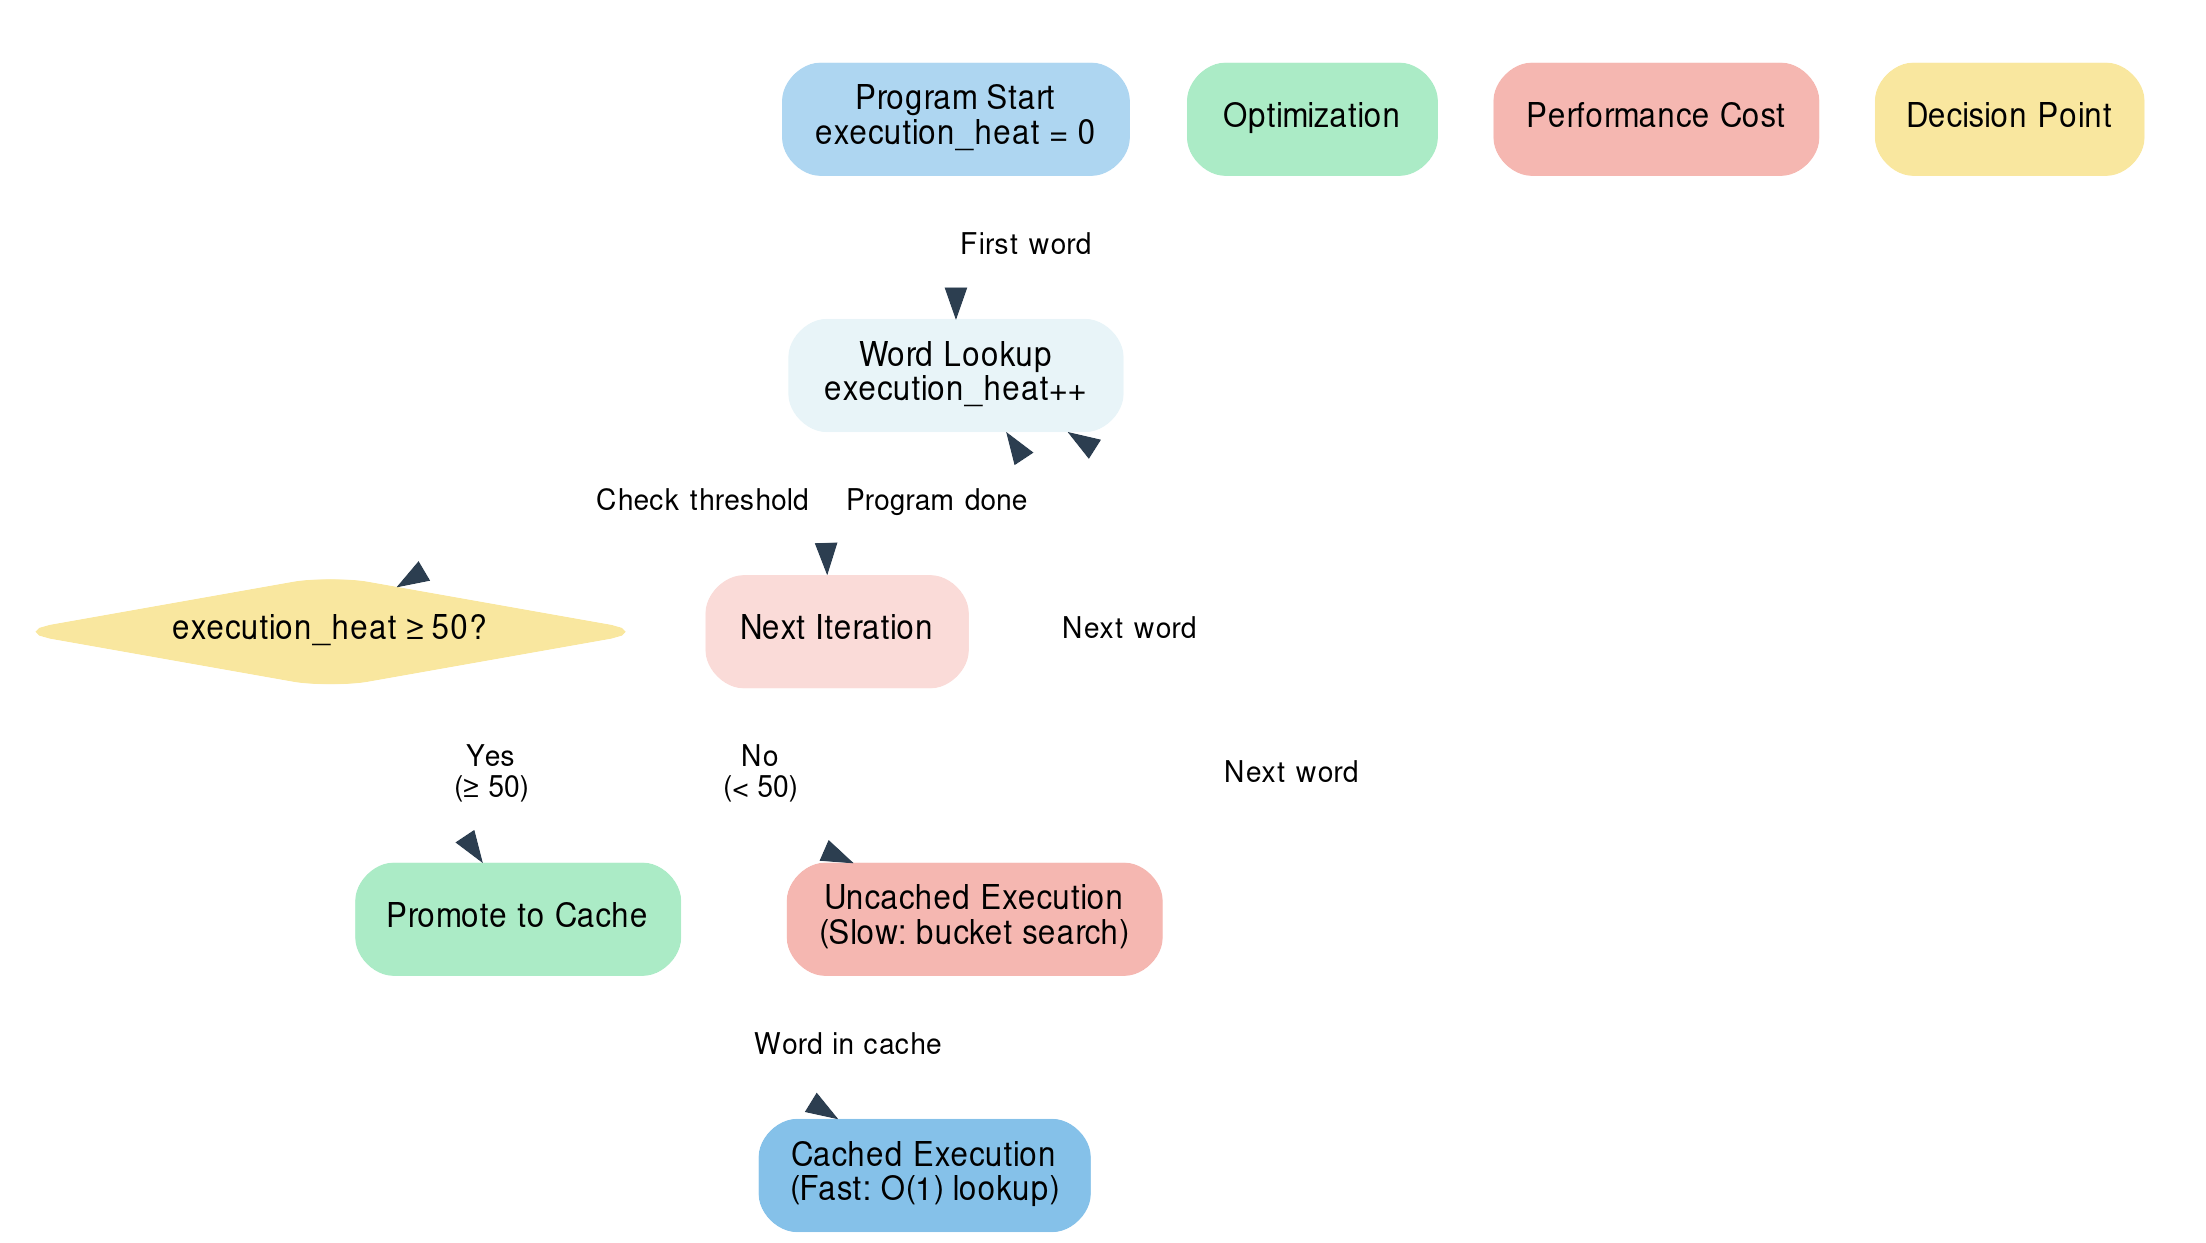 Program Start
execution_heat = 0
Optimization
Performance Cost
Decision Point
First word
Word Lookup
execution_heat++
Check threshold
Program done
execution_heat ≥ 50?
Next Iteration
Next word
Yes
(≥ 50)
No
(< 50)
Next word
Promote to Cache
Uncached Execution
(Slow: bucket search)
Word in cache
Cached Execution
(Fast: O(1) lookup)